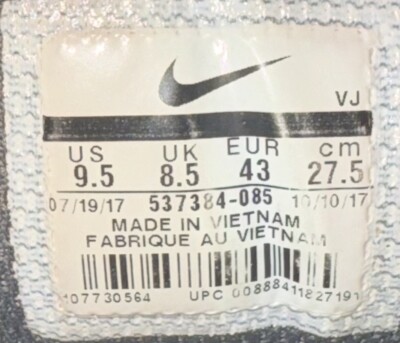 VJ
US UK EUR cm
9.5 8.5 43 27.5
07/19/17 537384-085 10/10/17
MADE IN VIETNAM
FABRIQUE AU VIETNAM
107730564 UPC 00888411827191